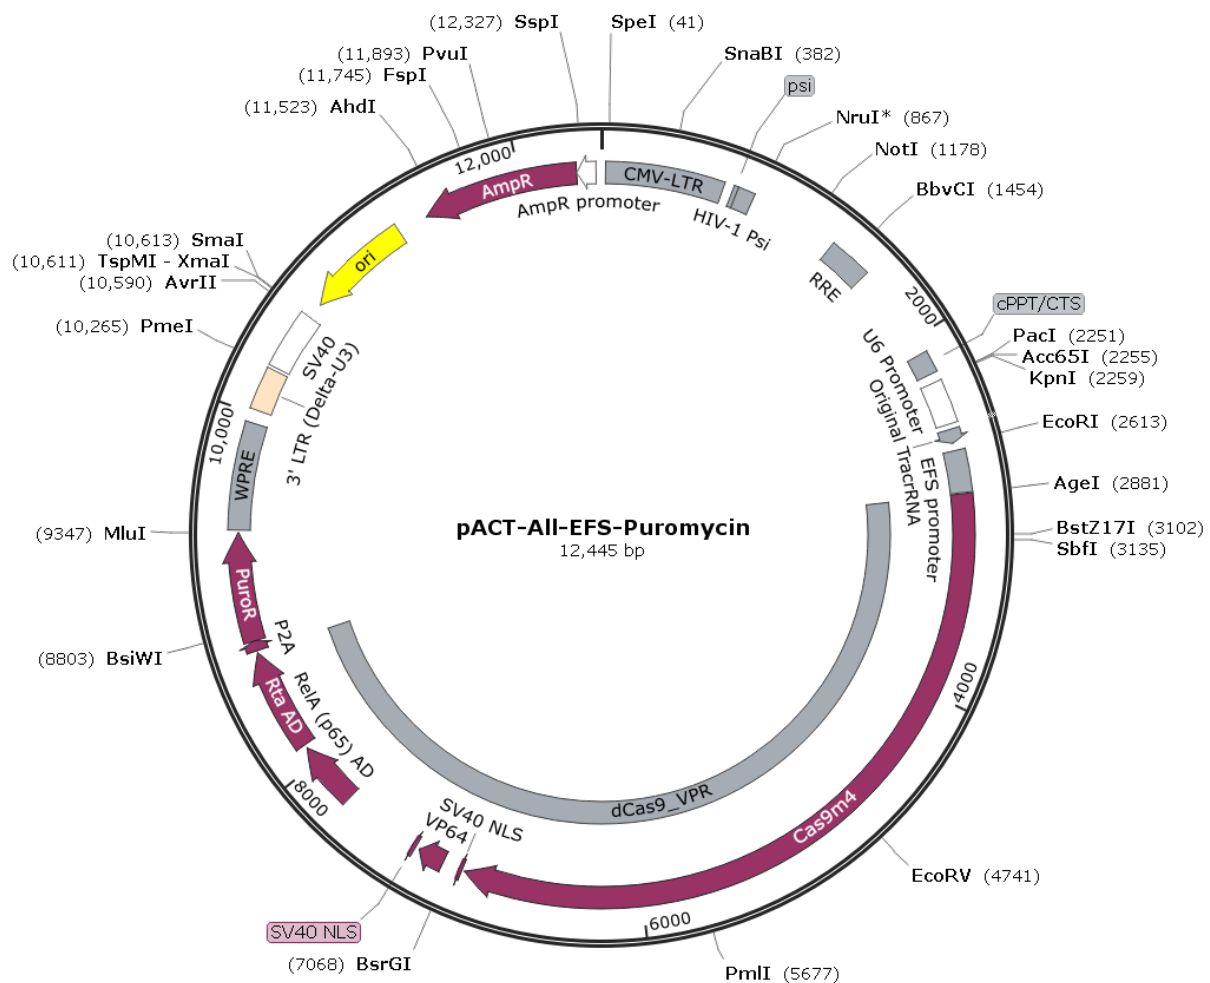 (12,327) SspI
SpeI (41)
(11,893) PvuI
SnaBI (382)
(11,745) FspI
psi
(11,523) AhdI
NruI* (867)
NotI (1178)
BbvCI (1454)
12,000
AmpR
CMV-LTR
AmpR promoter
HIV-1 Psi
ori
RRE
(10,613) SmaI
(10,611) TspMI - XmaI
(10,590) AvrII
2000
cPPT/CTS
(10,265) PmeI
PacI (2251)
Acc65I (2255)
KpnI (2259)
SV40
3' LTR (Delta-U3)
U6 Promoter
Original TracrRNA
10,000
EcoRI (2613)
WPRE
EFS promoter
AgeI (2881)
pACT-All-EFS-Puromycin
12,445 bp
(9347) MluI
BstZ17I (3102)
SbfI (3135)
PuroR
P2A
(8803) BsiWI
Rta AD
RelA (p65) AD
4000
8000
dCas9_VPR
Cas9m4
SV40 NLS
VP64
EcoRV (4741)
6000
SV40 NLS
(7068) BsrGI
PmlI (5677)